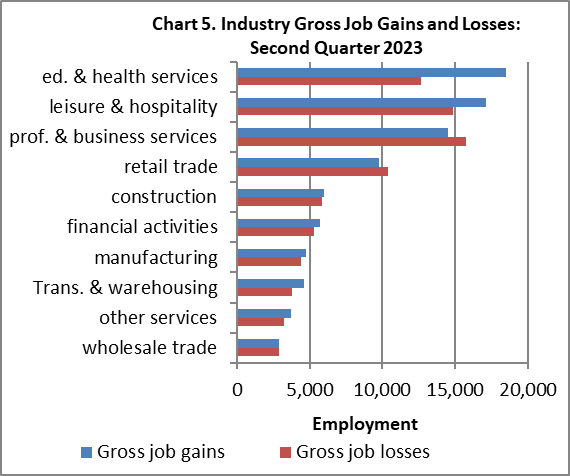 Chart 5. Industry Gross Job Gains and Losses:
Second Quarter 2023
ed. & health services
leisure & hospitality
prof. & business services
retail trade
construction
financial activities
manufacturing
Trans. & warehousing
other services
wholesale trade
0 5,000 10,000 15,000 20,000
Employment
Gross job gains Gross job losses